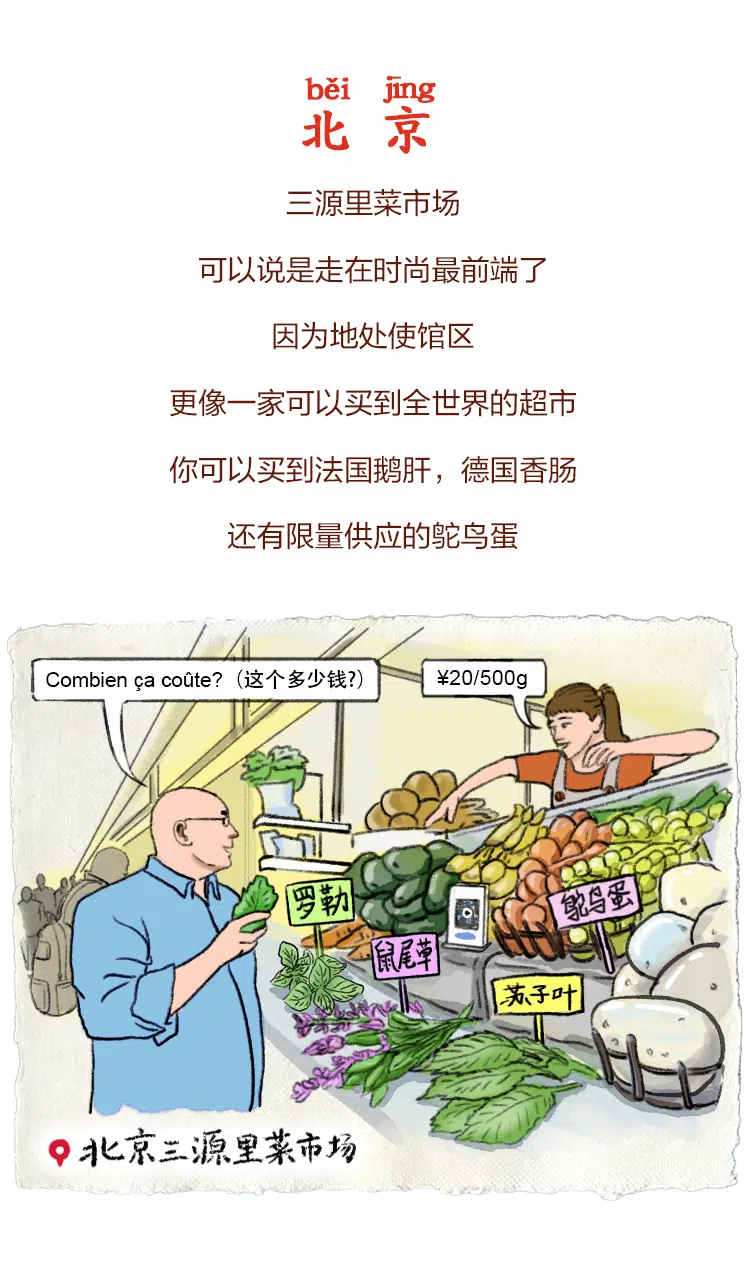 běi jīng
北京
三源里菜市场
可以说是走在时尚最前端了
因为地处使馆区
更像一家可以买到全世界的超市
你可以买到法国鹅肝，德国香肠
还有限量供应的鸵鸟蛋
Combien ça coûte?（这个多少钱?）
¥20/500g
罗勒
鸵鸟蛋
鼠尾草
苏子叶
北京三源里菜市场